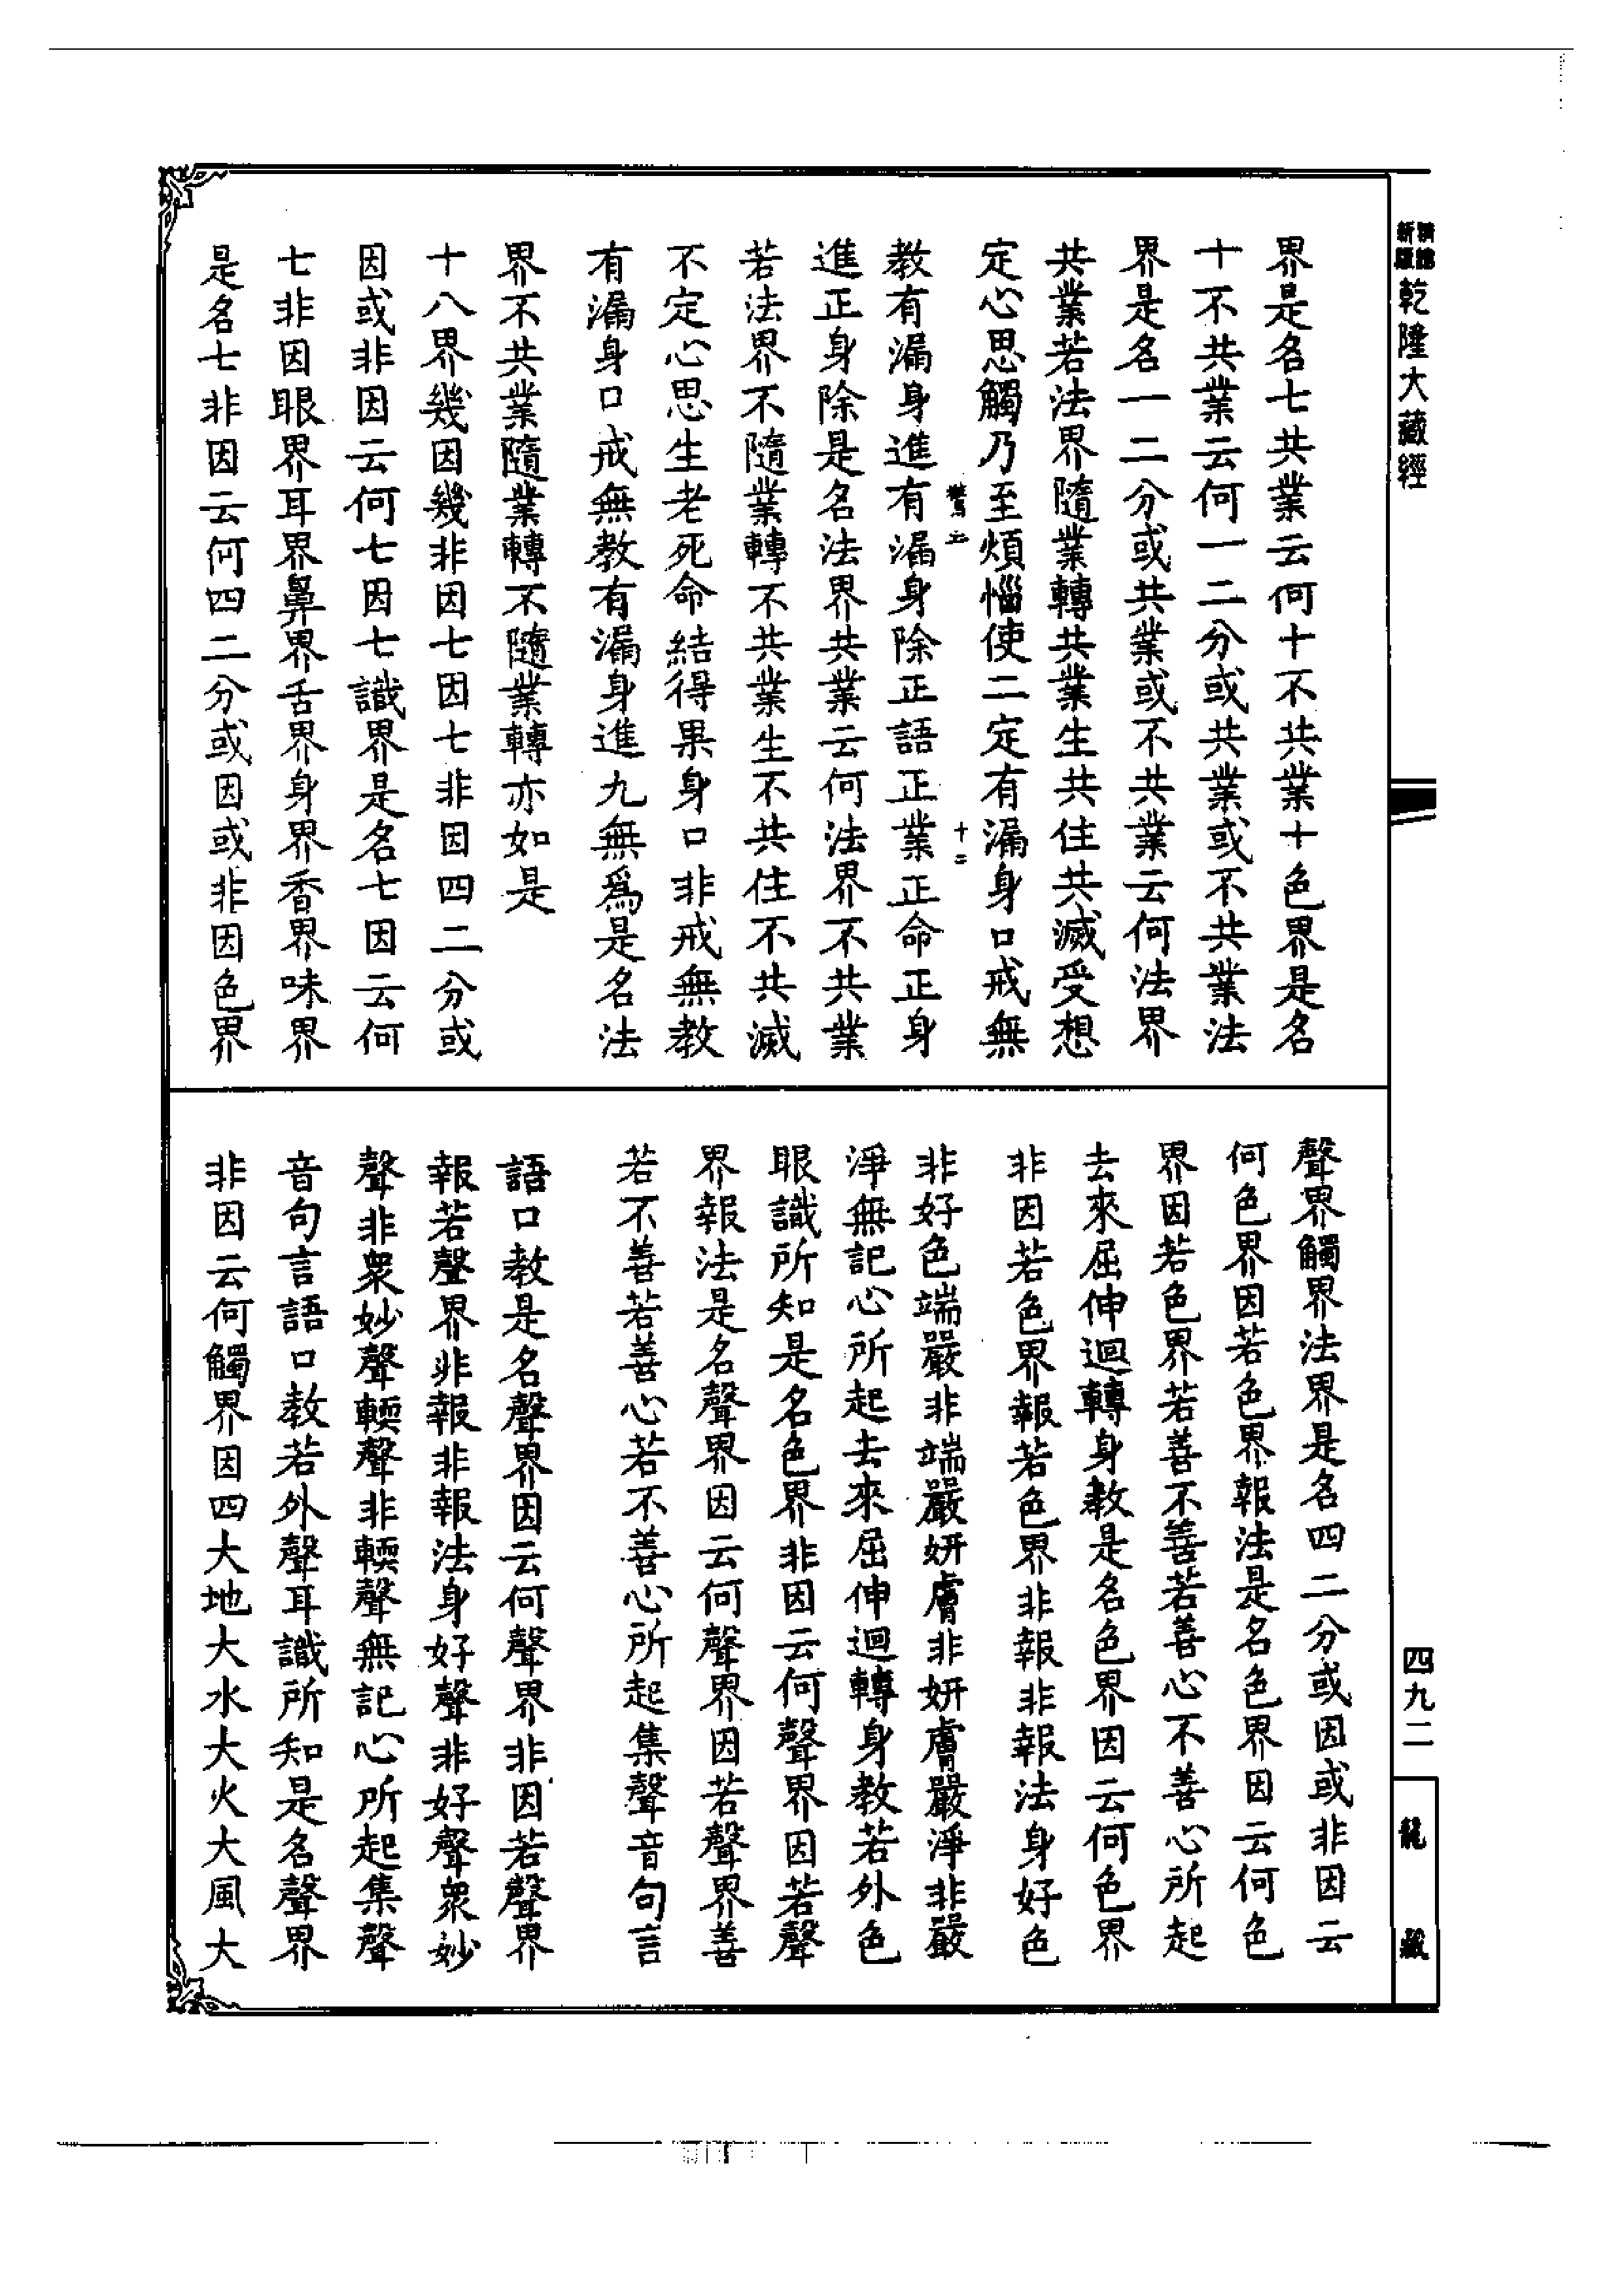 乾隆大藏經
界是名七共業云何十不共業十色界是名
十不共業云何一二分或共業或不共業法
界是名一二分或共業或不共業云何法界
共業若法界隨業轉共業生共住共滅受想
定心思觸乃至煩惱使二定有漏身口戒無
教有漏身進有漏身除正語正業正命正身
進正身除是名法界共業云何法界不共業
若法界不隨業轉不共業生不共住不共滅
不定心思生老死命結得果身口非戒無教
有漏身口戒無教有漏身進九無為是名法
界不共業隨業轉不隨業轉亦如是
十八界幾因幾非因七因七非因四二分或
因或非因云何七因七識界是名七因云何
七非因眼界耳界鼻界舌界身界香界味界
是名七非因云何四二分或因或非因色界
聲界觸界法界是名四二分或因或非因云
何色界因若色界報法是名色界因云何色
界因若色界若善不善若善心不善心所起
去來屈伸迴轉身教是名色界因云何色界
非因若色界報若色界非報非報法身好色
非好色端嚴非端嚴妍膚非妍膚嚴淨非嚴
淨無記心所起去來屈伸迴轉身教若外色
眼識所知是名色界非因云何聲界因若聲
界報法是名聲界因云何聲界因若聲界善
若不善若善心若不善心所起集聲音句言
語口教是名聲界因云何聲界非因若聲界
報若聲界非報非報法身好聲非好聲眾妙
聲非眾妙聲輭聲非輭聲無記心所起集聲
音句言語口教若外聲耳識所知是名聲界
非因云何觸界因四大地大水大火大風大
十二
四九二
龍藏